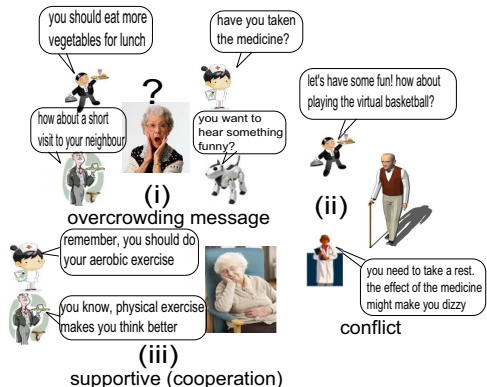 you should eat more
vegetables for lunch
have you taken
the medicine?
?
how about a short
visit to your neighbour
you want to
hear something
funny?
(i)
overcrowding message
let's have some fun! how about
playing the virtual basketball?
(ii)
you need to take a rest.
the effect of the medicine
might make you dizzy
conflict
remember, you should do
your aerobic exercise
you know, physical exercise
makes you think better
(iii)
supportive (cooperation)